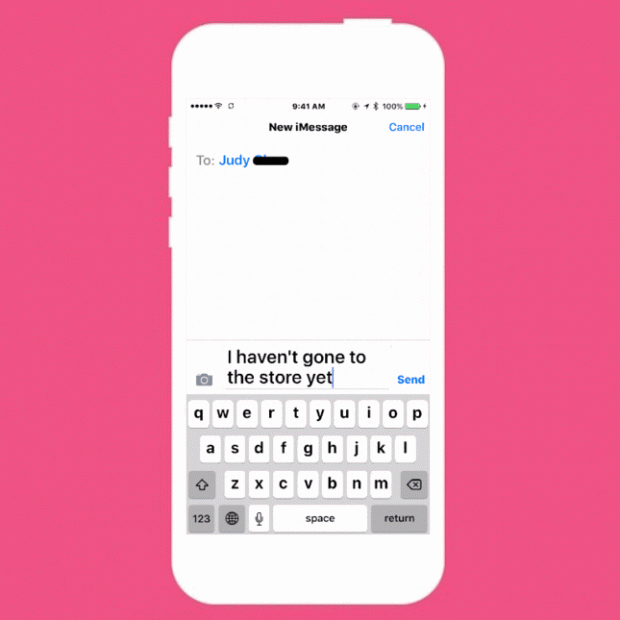 9:41 AM 100%
New iMessage Cancel
To: Judy
I haven't gone to
the store yet
Send
q w e r t y u i o p
a s d f g h j k l
z x c v b n m
123 space return